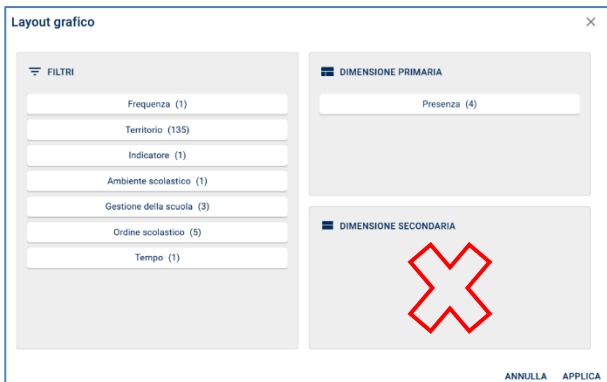 Layout grafico
FILTRI
Frequenza (1)
Territorio (135)
Indicatore (1)
Ambiente scolastico (1)
Gestione della scuola (3)
Ordine scolastico (5)
Tempo (1)
DIMENSIONE PRIMARIA
Presenza (4)
DIMENSIONE SECONDARIA
ANNULLA APPLICA